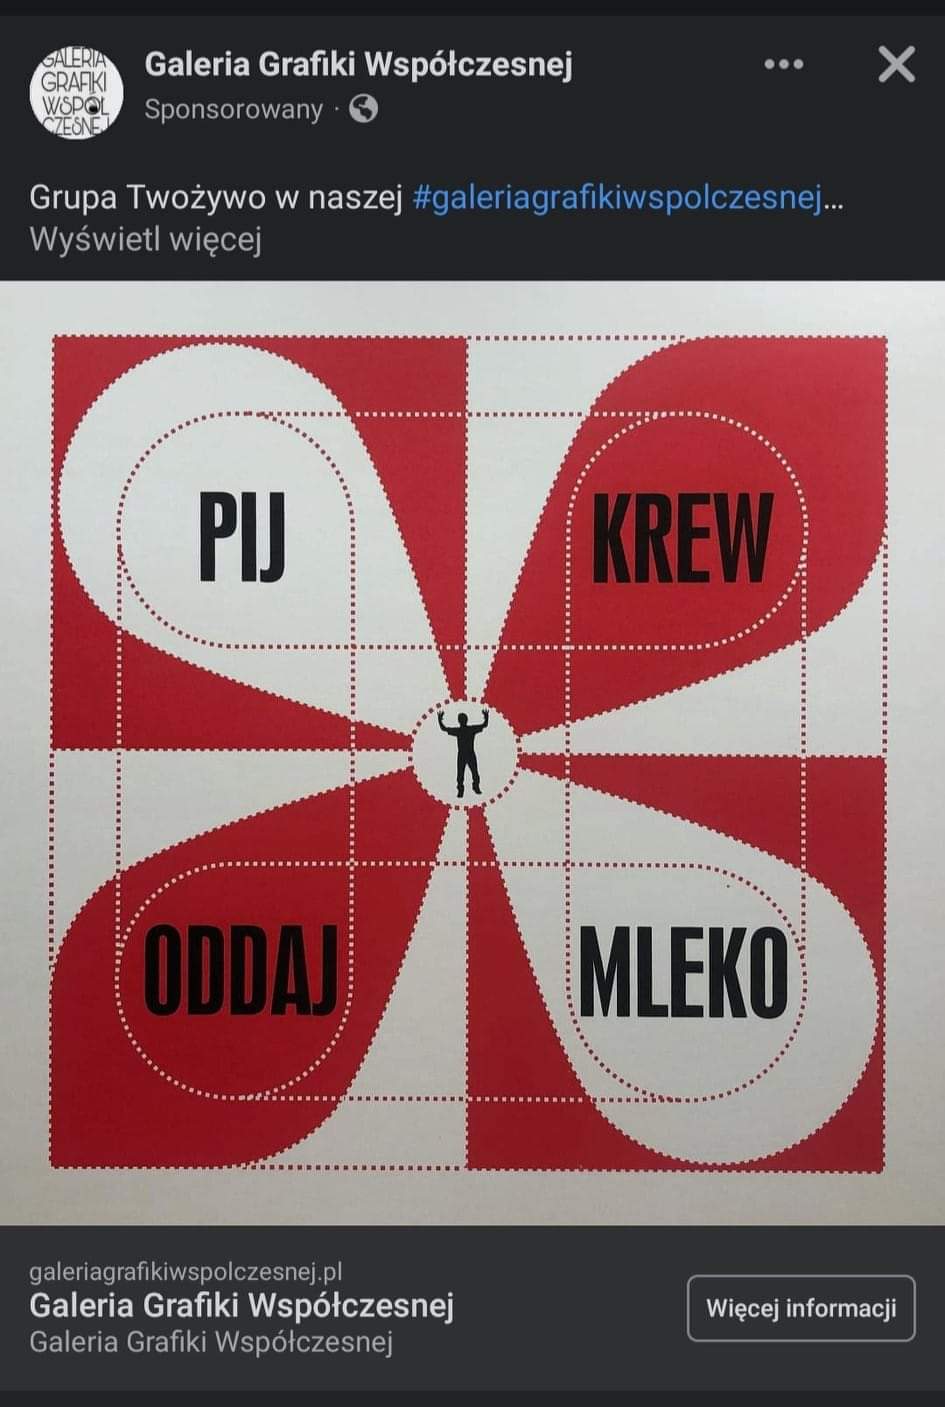 GALERIA
GRAFIKI
WSPÓŁ
CZESNEJ
Galeria Grafiki Współczesnej
Sponsorowany ·
Grupa Twożywo w naszej #galeriagrafikiwspolczesnej...
Wyświetl więcej
PIJ KREW
ODDAJ MLEKO
galeriagrafikiwspolczesnej.pl
Galeria Grafiki Współczesnej
Galeria Grafiki Współczesnej
Więcej informacji